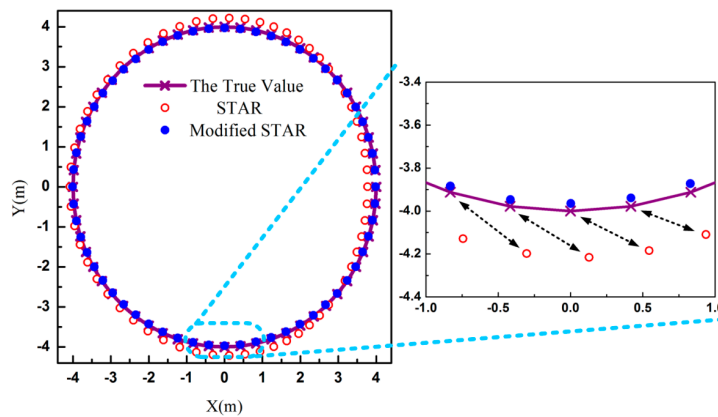 The True Value
STAR
Modified STAR
Y(m)
4
3
2
1
0
-1
-2
-3
-4
-4 -3 -2 -1 0 1 2 3 4
X(m)
-3.4
-3.6
-3.8
-4.0
-4.2
-4.4
-1.0 -0.5 0.0 0.5 1.0